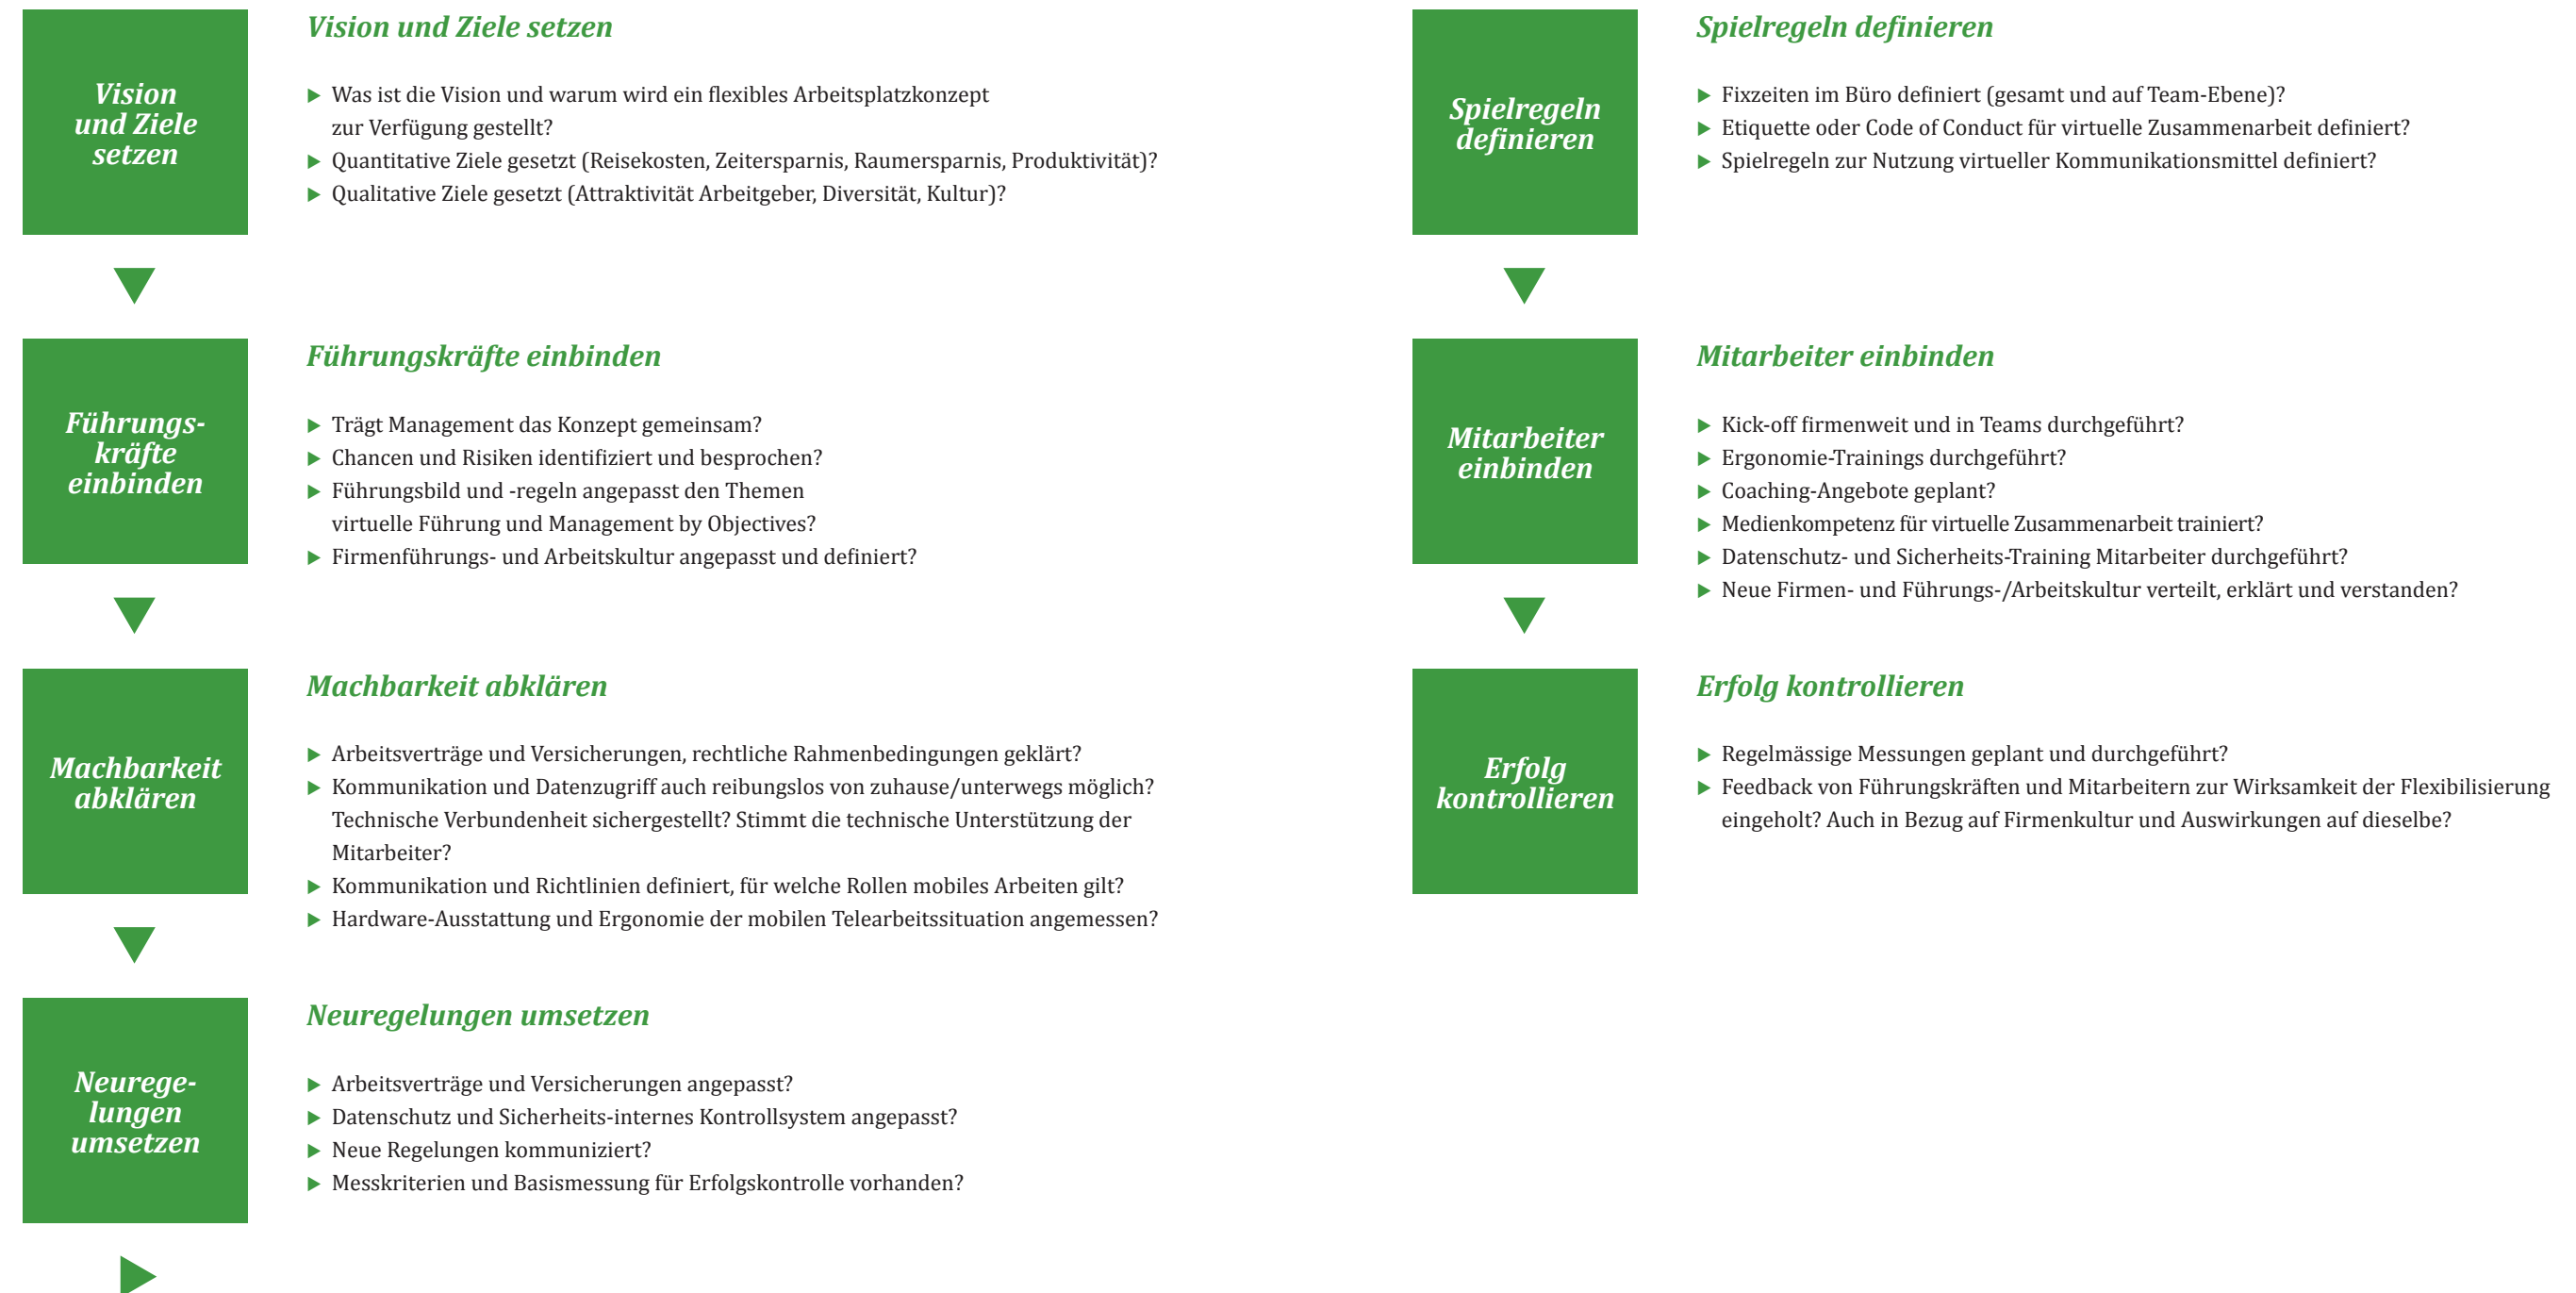 Vision
und Ziele
setzen
Vision und Ziele setzen
▶ Was ist die Vision und warum wird ein flexibles Arbeitsplatzkonzept
zur Verfügung gestellt?
▶ Quantitative Ziele gesetzt (Reisekosten, Zeitersparnis, Raumersparnis, Produktivität)?
▶ Qualitative Ziele gesetzt (Attraktivität Arbeitgeber, Diversität, Kultur)?
Führungs-
kräfte
einbinden
Führungskräfte einbinden
▶ Trägt Management das Konzept gemeinsam?
▶ Chancen und Risiken identifiziert und besprochen?
▶ Führungsbild und -regeln angepasst den Themen
virtuelle Führung und Management by Objectives?
▶ Firmenführungs- und Arbeitskultur angepasst und definiert?
Machbarkeit
abklären
Machbarkeit abklären
▶ Arbeitsverträge und Versicherungen, rechtliche Rahmenbedingungen geklärt?
▶ Kommunikation und Datenzugriff auch reibungslos von zuhause/unterwegs möglich?
Technische Verbundenheit sichergestellt? Stimmt die technische Unterstützung der
Mitarbeiter?
▶ Kommunikation und Richtlinien definiert, für welche Rollen mobiles Arbeiten gilt?
▶ Hardware-Ausstattung und Ergonomie der mobilen Telearbeitssituation angemessen?
Neurege-
lungen
umsetzen
Neuregelungen umsetzen
▶ Arbeitsverträge und Versicherungen angepasst?
▶ Datenschutz und Sicherheits-internes Kontrollsystem angepasst?
▶ Neue Regelungen kommuniziert?
▶ Messkriterien und Basismessung für Erfolgskontrolle vorhanden?
Spielregeln
definieren
Spielregeln definieren
▶ Fixzeiten im Büro definiert (gesamt und auf Team-Ebene)?
▶ Etiquette oder Code of Conduct für virtuelle Zusammenarbeit definiert?
▶ Spielregeln zur Nutzung virtueller Kommunikationsmittel definiert?
Mitarbeiter
einbinden
Mitarbeiter einbinden
▶ Kick-off firmenweit und in Teams durchgeführt?
▶ Ergonomie-Trainings durchgeführt?
▶ Coaching-Angebote geplant?
▶ Medienkompetenz für virtuelle Zusammenarbeit trainiert?
▶ Datenschutz- und Sicherheits-Training Mitarbeiter durchgeführt?
▶ Neue Firmen- und Führungs-/Arbeitskultur verteilt, erklärt und verstanden?
Erfolg
kontrollieren
Erfolg kontrollieren
▶ Regelmässige Messungen geplant und durchgeführt?
▶ Feedback von Führungskräften und Mitarbeitern zur Wirksamkeit der Flexibilisierung
eingeholt? Auch in Bezug auf Firmenkultur und Auswirkungen auf dieselbe?